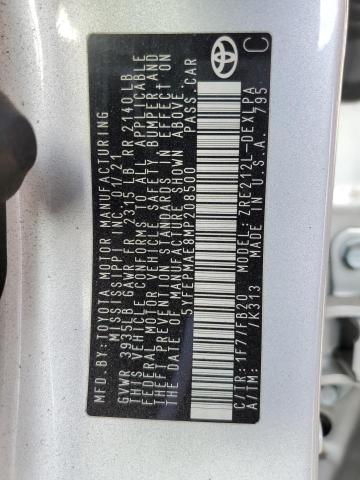 MFD.BY:TOYOTA MOTOR MANUFACTURING
MISSISSIPPI INC. 01/21
GVWR 3935LB GAWR FR 2315 LB RR 2140LB
THIS VEHICLE CONFORMS TO ALL APPLICABLE
FEDERAL MOTOR VEHICLE SAFETY, BUMPER AND
THEFT PREVENTION STANDARDS IN EFFECT ON
THE DATE OF MANUFACTURE SHOWN ABOVE.
5YFEPMAE8MP208500 PASS.CAR
C/TR: 1F7/FB20 MODEL: ZRE212L-DEXLPA
A/TM: /K313 MADE IN U.S.A. 795
TOYOTA
C